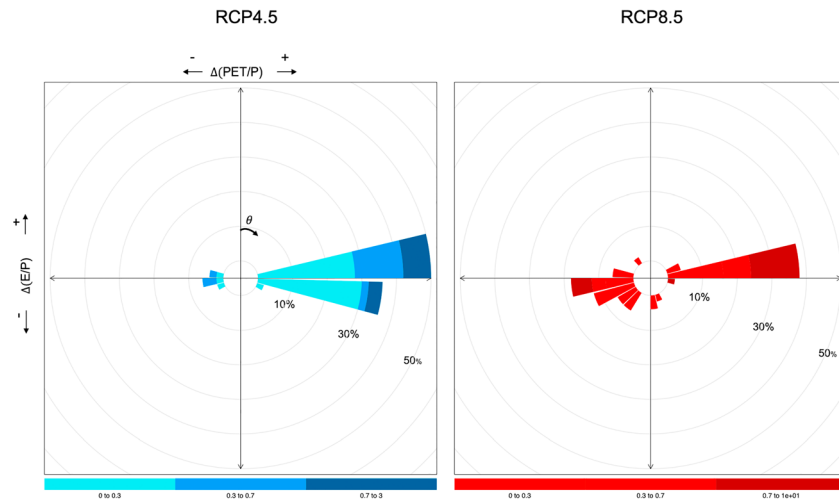 RCP4.5
RCP8.5
- +
← Δ(PET/P) →
+
← Δ(E/P) →
-
θ
10%
30%
50%
10%
30%
50%
0 to 0.3 0.3 to 0.7 0.7 to 3
0 to 0.3 0.3 to 0.7 0.7 to 1e+01